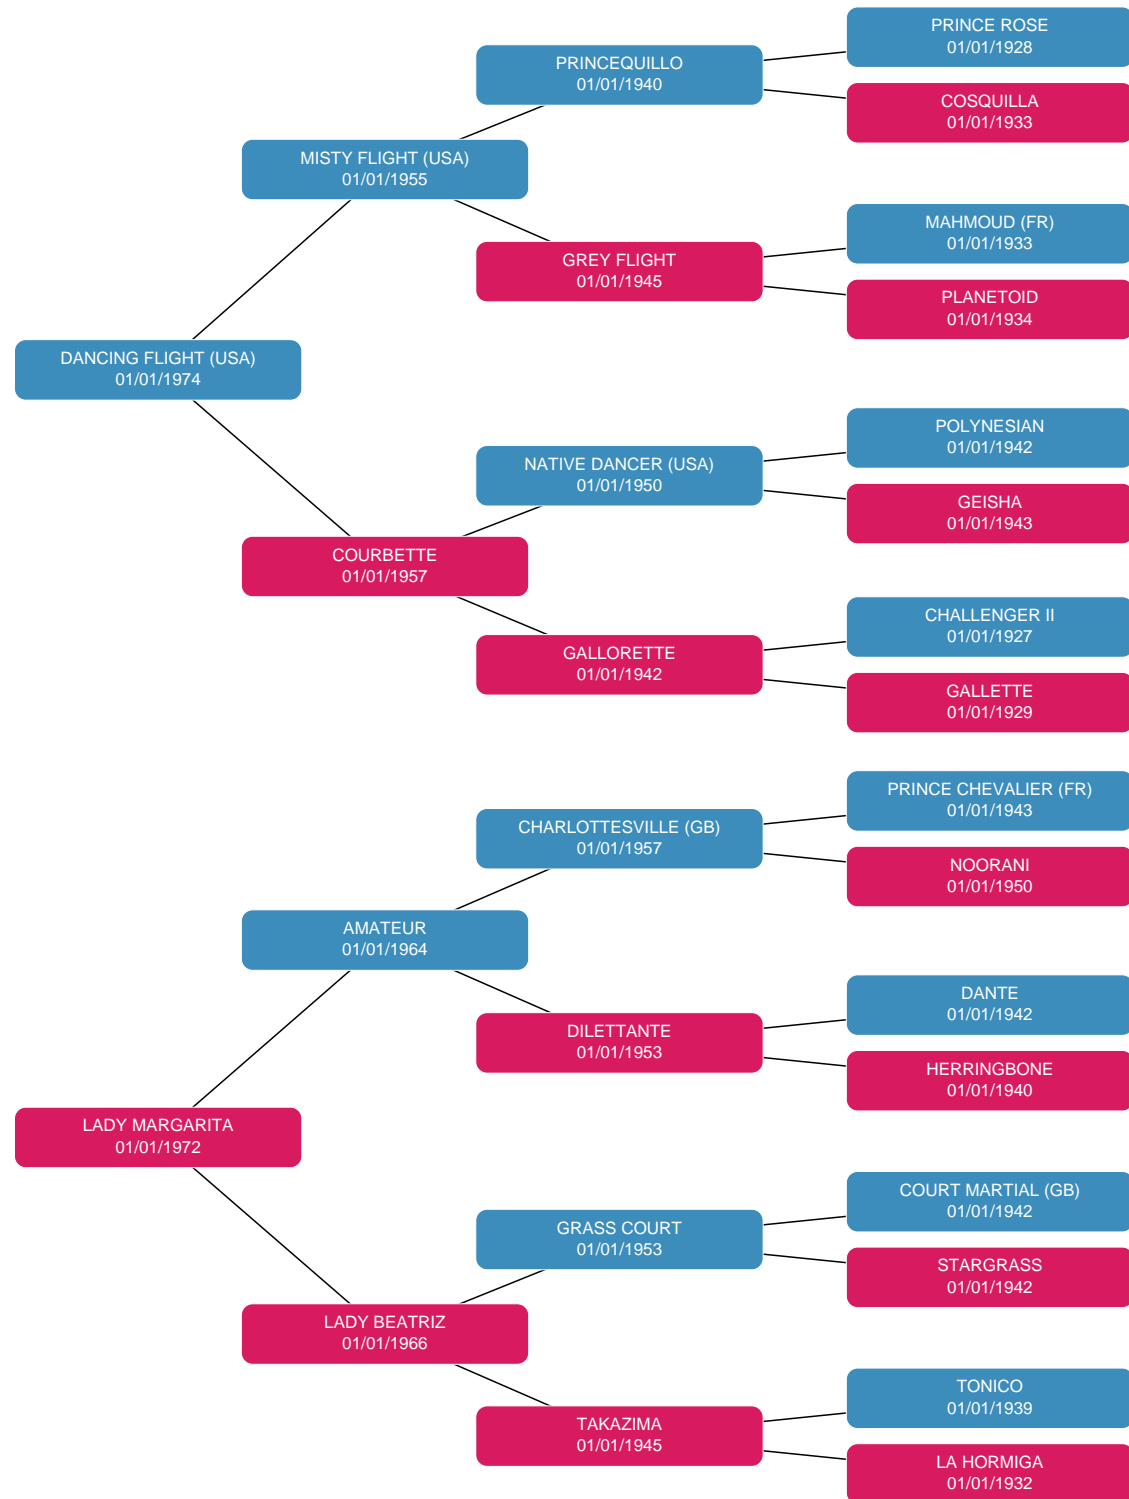 PRINCE ROSE
01/01/1928
PRINCEQUILLO
01/01/1940
COSQUILLA
01/01/1933
MISTY FLIGHT (USA)
01/01/1955
MAHMOUD (FR)
01/01/1933
GREY FLIGHT
01/01/1945
PLANETOID
01/01/1934
DANCING FLIGHT (USA)
01/01/1974
POLYNESIAN
01/01/1942
NATIVE DANCER (USA)
01/01/1950
GEISHA
01/01/1943
COURBETTE
01/01/1957
CHALLENGER II
01/01/1927
GALLORETTE
01/01/1942
GALLETTE
01/01/1929
PRINCE CHEVALIER (FR)
01/01/1943
CHARLOTTESVILLE (GB)
01/01/1957
NOORANI
01/01/1950
AMATEUR
01/01/1964
DANTE
01/01/1942
DILETTANTE
01/01/1953
HERRINGBONE
01/01/1940
LADY MARGARITA
01/01/1972
COURT MARTIAL (GB)
01/01/1942
GRASS COURT
01/01/1953
STARGRASS
01/01/1942
LADY BEATRIZ
01/01/1966
TONICO
01/01/1939
TAKAZIMA
01/01/1945
LA HORMIGA
01/01/1932